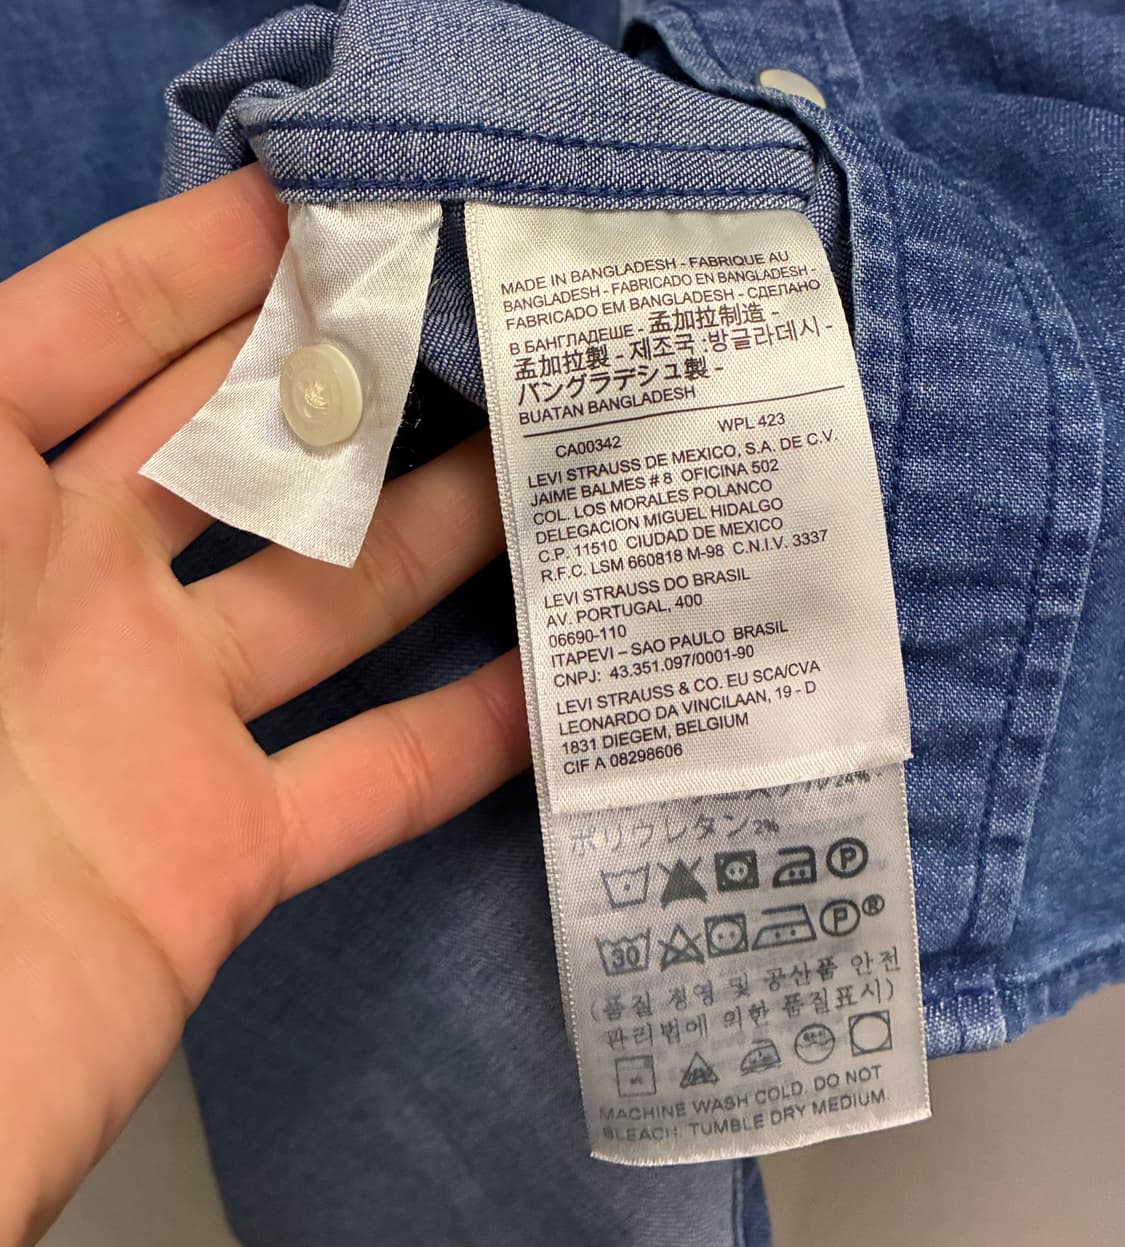 MADE IN BANGLADESH - FABRIQUE AU
BANGLADESH - FABRICADO EN BANGLADESH -
FABRICADO EM BANGLADESH - СДЕЛАНО
В БАНГЛАДЕШЕ - 孟加拉制造 -
孟加拉製 - 제조국 :방글라데시 -
バングラデシュ製 -
BUATAN BANGLADESH
CA00342 WPL 423
LEVI STRAUSS DE MEXICO, S.A. DE C.V.
JAIME BALMES # 8 OFICINA 502
COL. LOS MORALES POLANCO
DELEGACION MIGUEL HIDALGO
C.P. 11510 CIUDAD DE MEXICO
R.F.C. LSM 660818 M-98 C.N.I.V. 3337
LEVI STRAUSS DO BRASIL
AV. PORTUGAL, 400
06690-110
ITAPEVI – SAO PAULO BRASIL
CNPJ: 43.351.097/0001-90
LEVI STRAUSS & CO. EU SCA/CVA
LEONARDO DA VINCILAAN, 19 - D
1831 DIEGEM, BELGIUM
CIF A 08298606
24%
ポリウレタン 2%
P
30 P®
(품질 경영 및 공산품 안전
관리법에 의한 품질표시)
MACHINE WASH COLD. DO NOT
BLEACH. TUMBLE DRY MEDIUM.